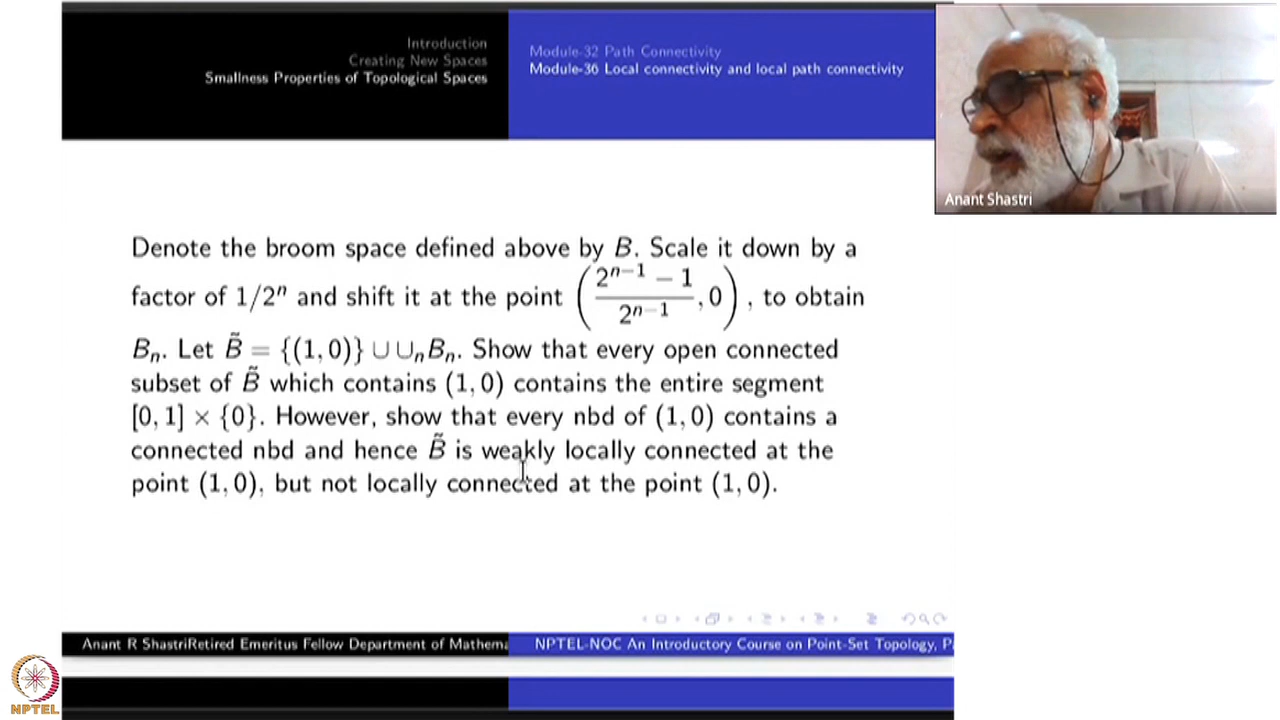 Introduction
Creating New Spaces
Smallness Properties of Topological Spaces
Module-32 Path Connectivity
Module-36 Local connectivity and local path connectivity
Anant Shastri
Denote the broom space defined above by B. Scale it down by a
factor of 1/2ⁿ and shift it at the point ((2ⁿ⁻¹ − 1)/2ⁿ⁻¹, 0), to obtain
Bₙ. Let B̃ = {(1, 0)} ∪ ∪ₙBₙ. Show that every open connected
subset of B̃ which contains (1, 0) contains the entire segment
[0, 1] × {0}. However, show that every nbd of (1, 0) contains a
connected nbd and hence B̃ is weakly locally connected at the
point (1, 0), but not locally connected at the point (1, 0).
Anant R ShastriRetired Emeritus Fellow Department of Mathema
NPTEL-NOC An Introductory Course on Point-Set Topology, P
NPTEL